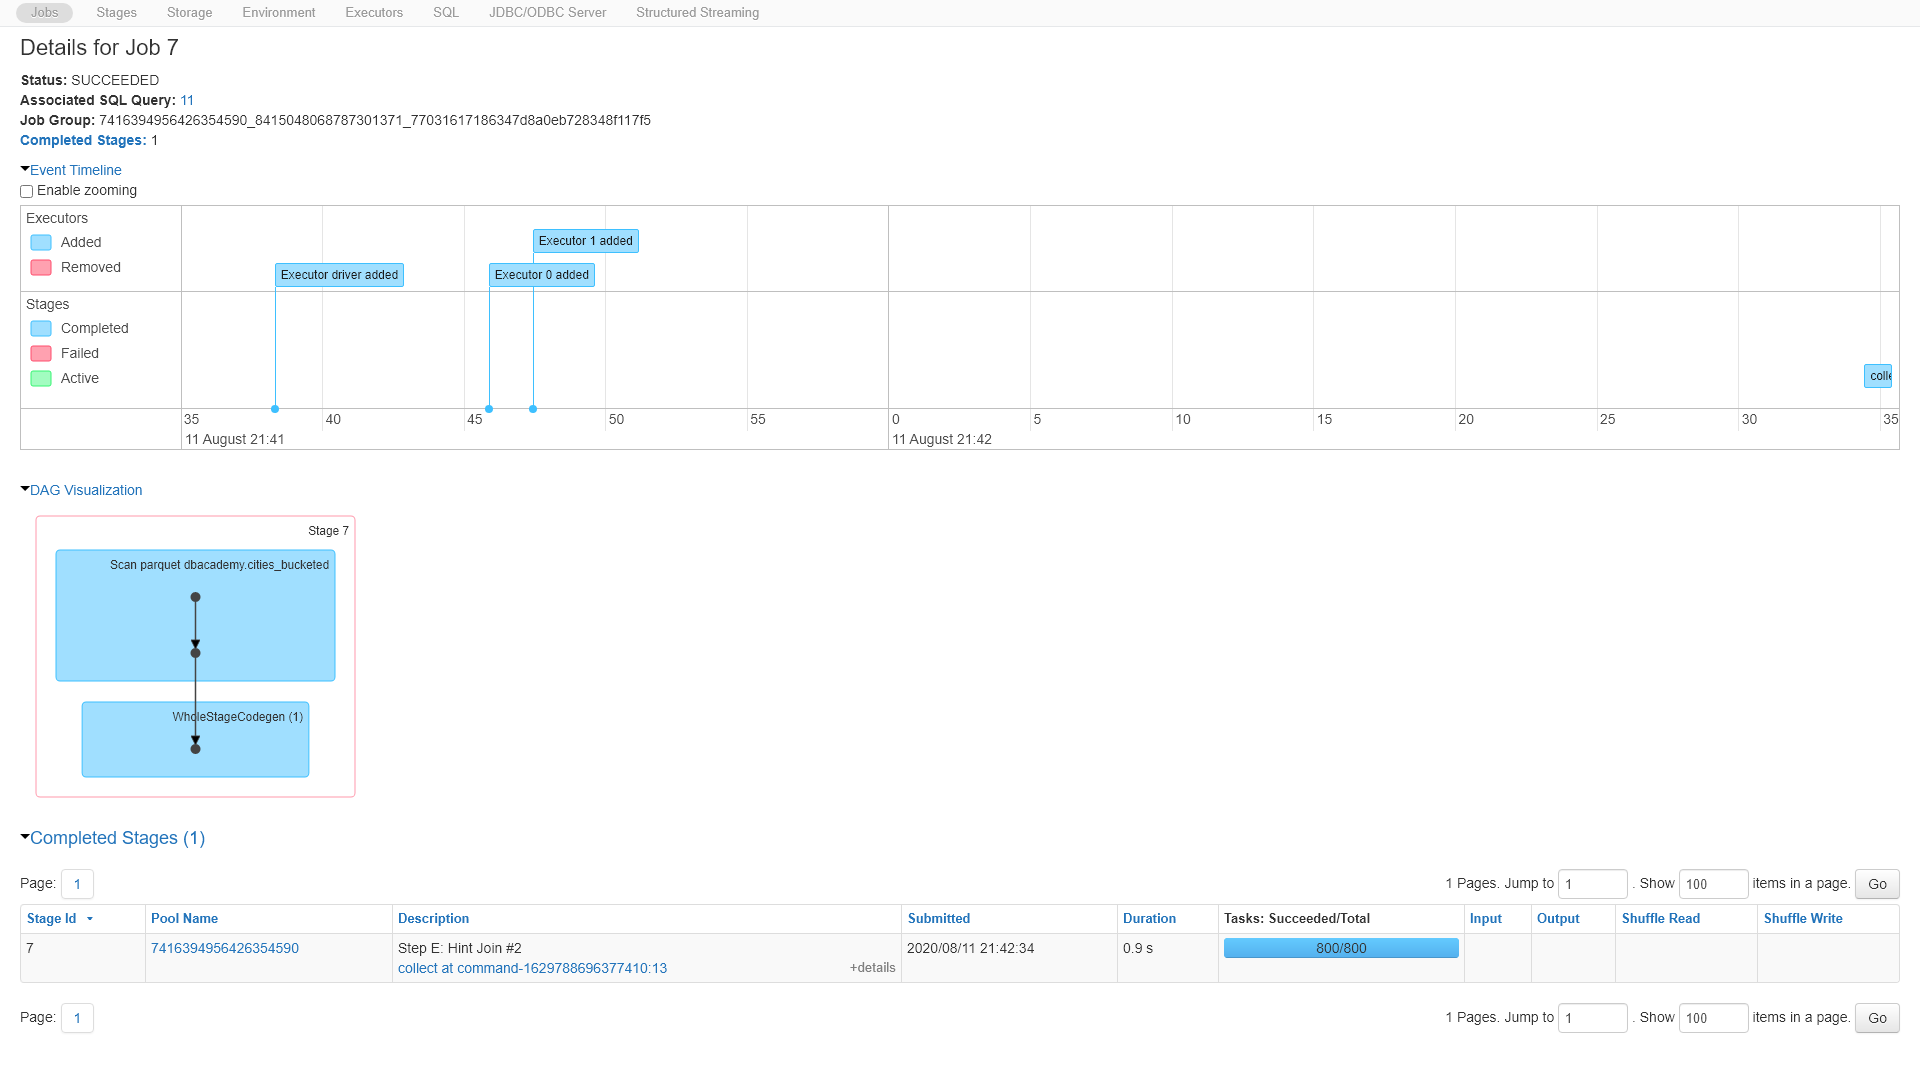 Jobs Stages Storage Environment Executors SQL JDBC/ODBC Server Structured Streaming
Details for Job 7
Status: SUCCEEDED
Associated SQL Query: 11
Job Group: 7416394956426354590_8415048068787301371_77031617186347d8a0eb728348f117f5
Completed Stages: 1
Event Timeline
Enable zooming
Executors
Added
Removed
Executor 1 added
Executor driver added
Executor 0 added
Stages
Completed
Failed
Active
colle
35 40 45 50 55 0 5 10 15 20 25 30 35
11 August 21:41 11 August 21:42
DAG Visualization
Stage 7
Scan parquet dbacademy.cities_bucketed
WholeStageCodegen (1)
Completed Stages (1)
Page: 1 1 Pages. Jump to 1 . Show 100 items in a page. Go
Stage Id Pool Name Description Submitted Duration Tasks: Succeeded/Total Input Output Shuffle Read Shuffle Write
7 7416394956426354590 Step E: Hint Join #2 2020/08/11 21:42:34 0.9 s 800/800
collect at command-1629788696377410:13 +details
Page: 1 1 Pages. Jump to 1 . Show 100 items in a page. Go